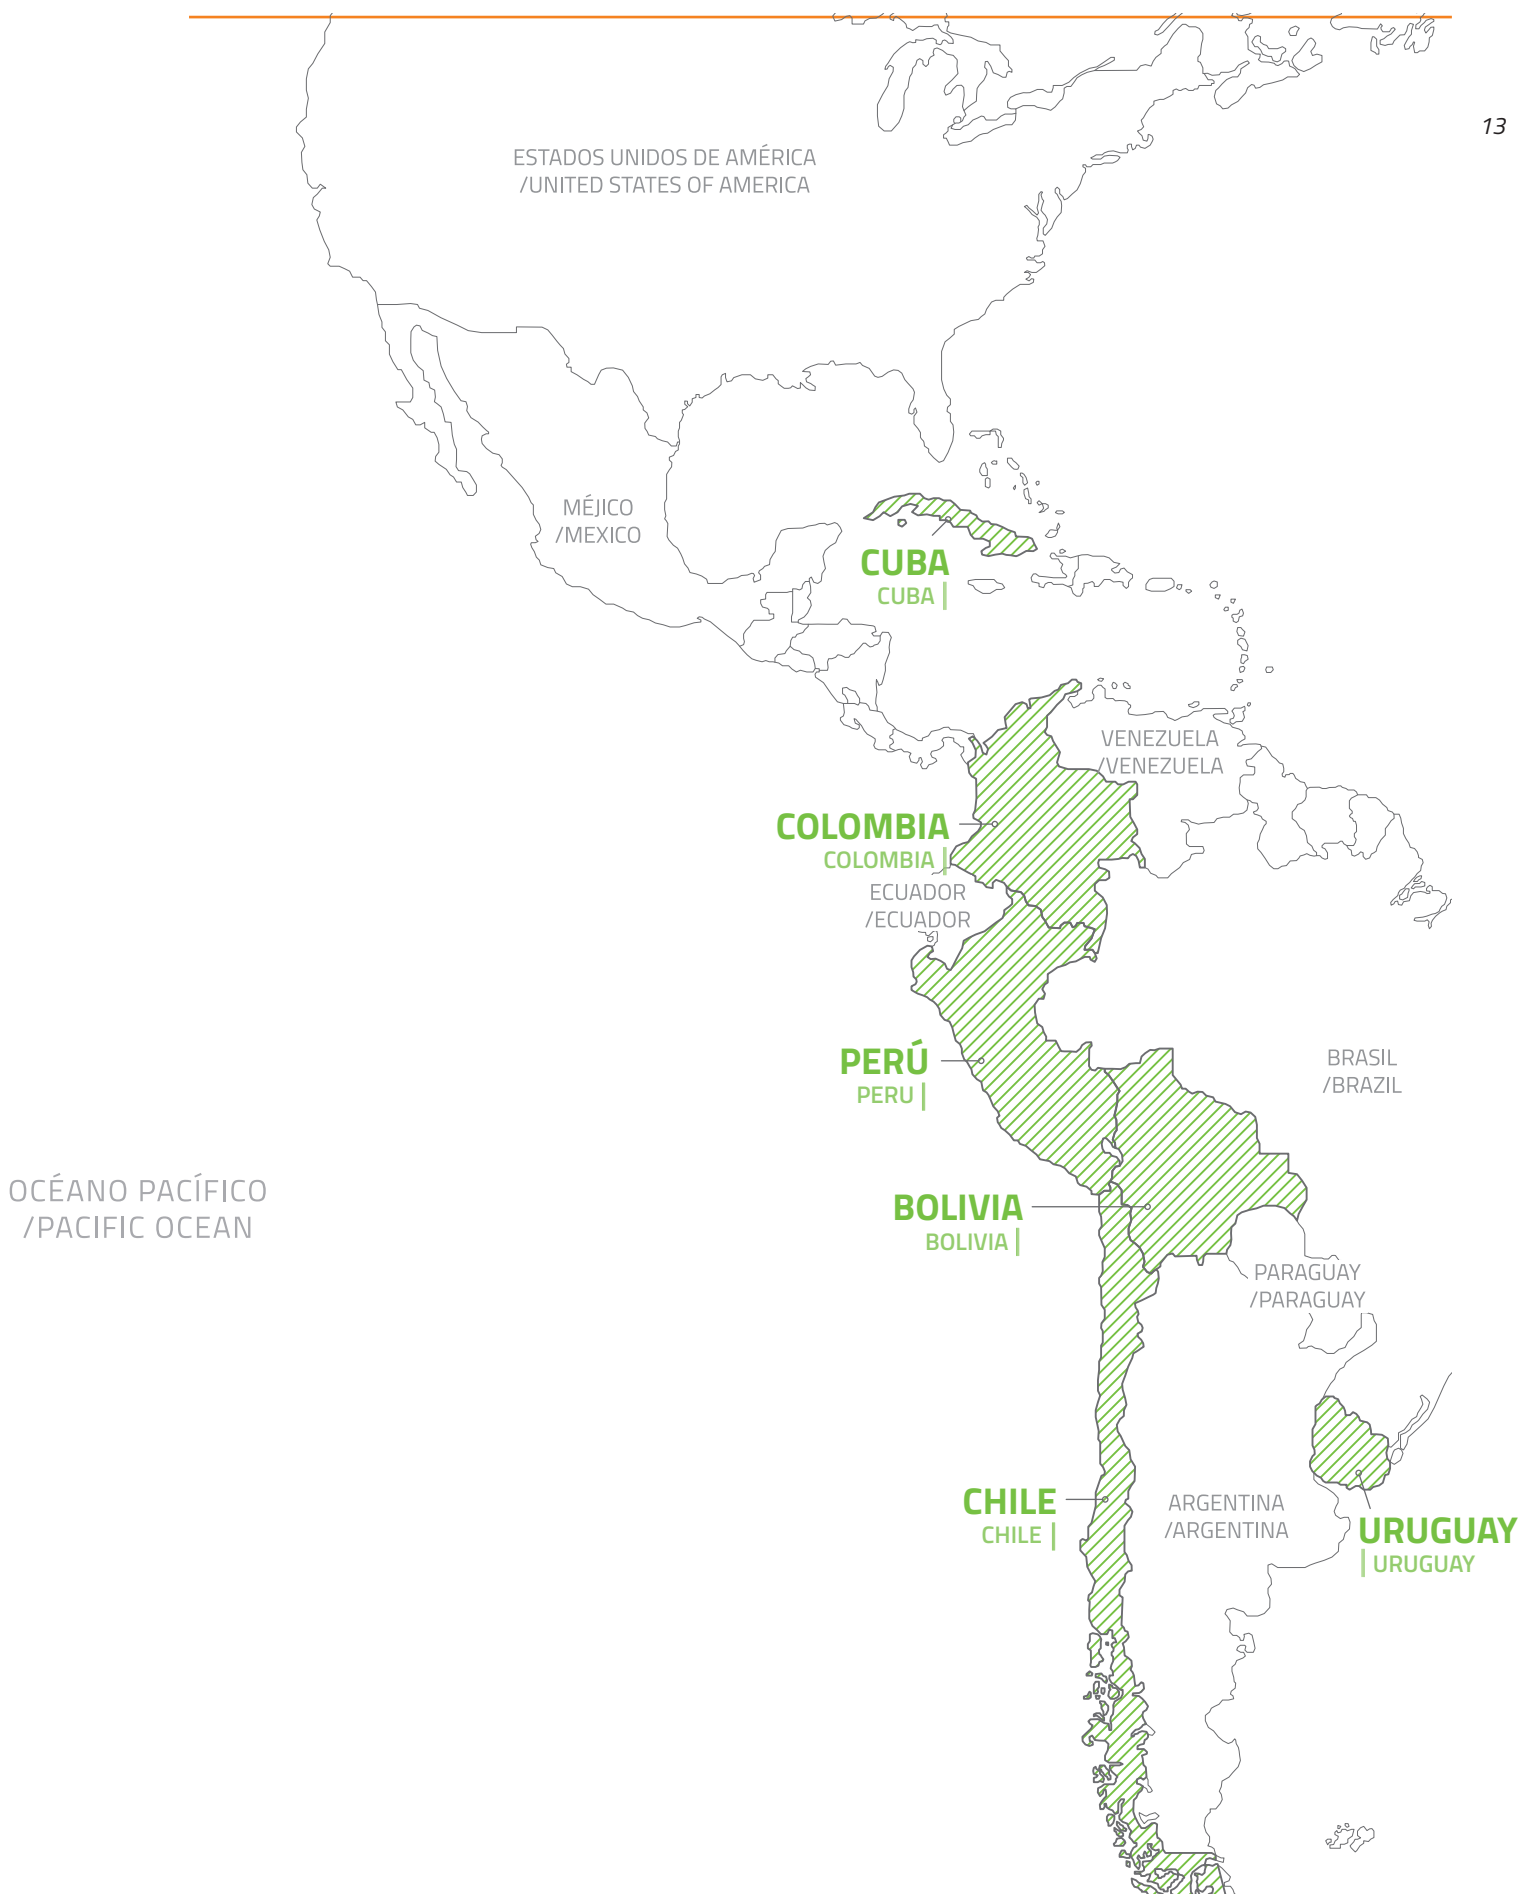 13
ESTADOS UNIDOS DE AMÉRICA
/UNITED STATES OF AMERICA
MÉJICO
/MEXICO
CUBA
CUBA
VENEZUELA
/VENEZUELA
COLOMBIA
COLOMBIA
ECUADOR
/ECUADOR
PERÚ
PERU
BRASIL
/BRAZIL
OCÉANO PACÍFICO
/PACIFIC OCEAN
BOLIVIA
BOLIVIA
PARAGUAY
/PARAGUAY
CHILE
CHILE
ARGENTINA
/ARGENTINA
URUGUAY
URUGUAY